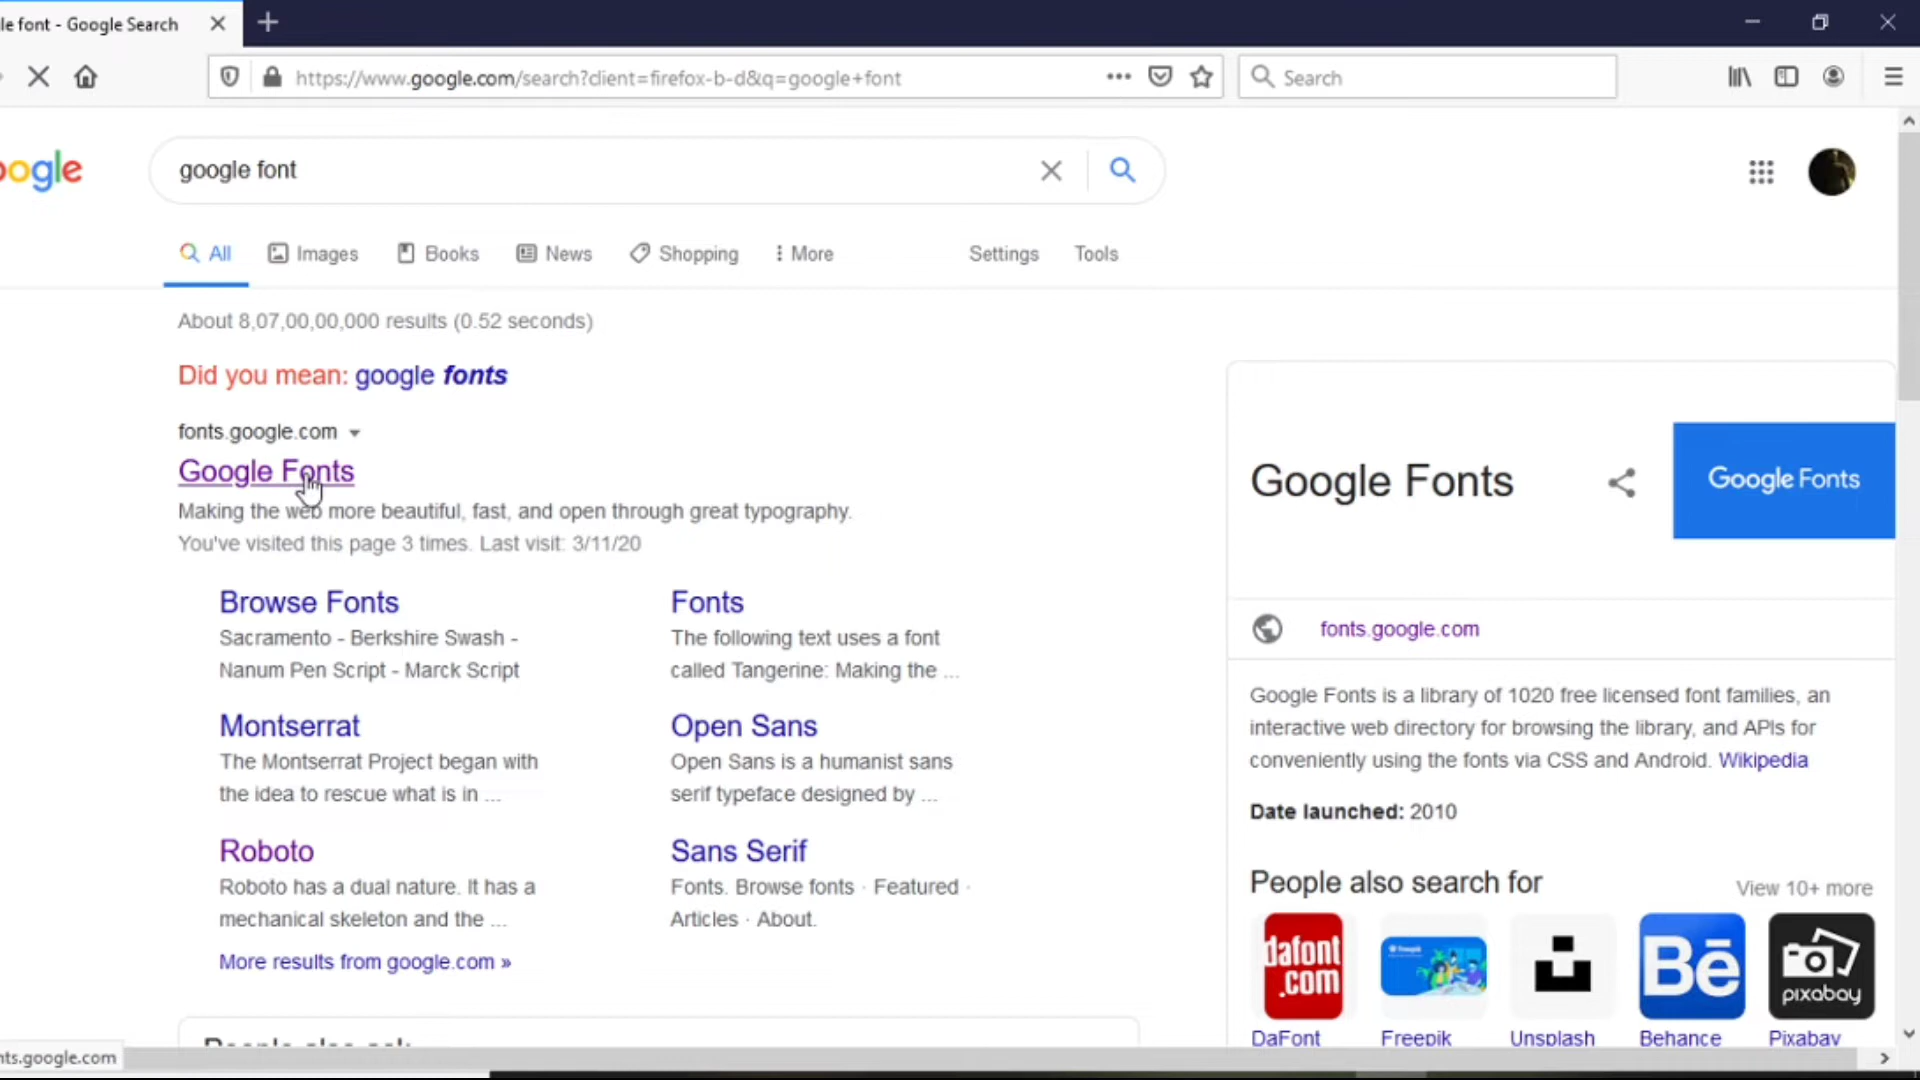 le font - Google Search
https://www.google.com/search?client=firefox-b-d&q=google+font
Search
oogle
google font
All
Images
Books
News
Shopping
More
Settings
Tools
About 8,07,00,00,000 results (0.52 seconds)
Did you mean: google fonts
fonts.google.com
Google Fonts
Making the web more beautiful, fast, and open through great typography.
You've visited this page 3 times. Last visit: 3/11/20
Browse Fonts
Sacramento - Berkshire Swash -
Nanum Pen Script - Marck Script
Fonts
The following text uses a font
called Tangerine: Making the ...
Montserrat
The Montserrat Project began with
the idea to rescue what is in ...
Open Sans
Open Sans is a humanist sans
serif typeface designed by ...
Roboto
Roboto has a dual nature. It has a
mechanical skeleton and the ...
Sans Serif
Fonts. Browse fonts · Featured ·
Articles · About.
More results from google.com »
People also ask
nts.google.com
Google Fonts
Google Fonts
fonts.google.com
Google Fonts is a library of 1020 free licensed font families, an
interactive web directory for browsing the library, and APIs for
conveniently using the fonts via CSS and Android. Wikipedia
Date launched: 2010
People also search for
View 10+ more
dafont
.com
Bē
pixabay
DaFont
Freepik
Unsplash
Behance
Pixabay